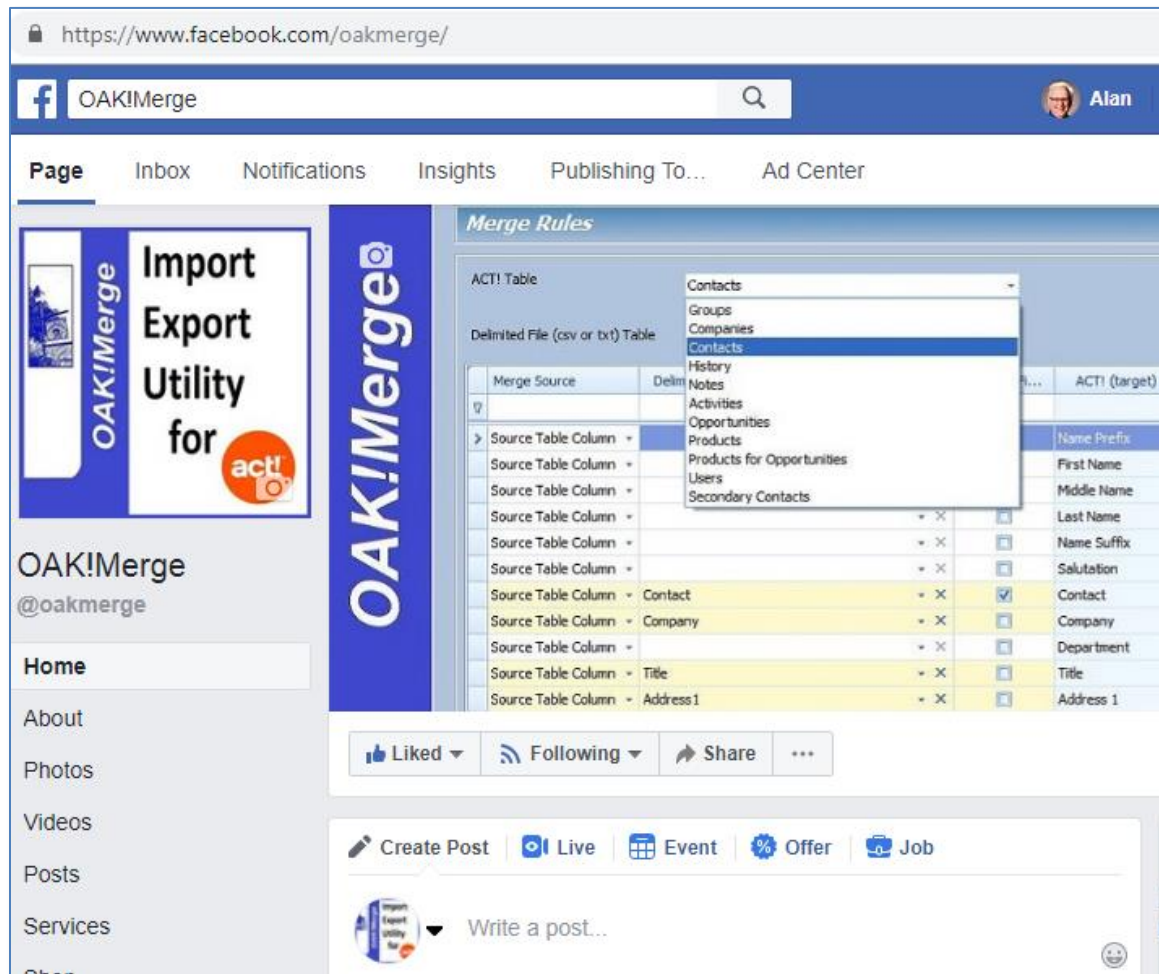 https://www.facebook.com/oakmerge/
f OAK!Merge Alan
Page Inbox Notifications Insights Publishing To... Ad Center
OAK!Merge
Import
Export
Utility
for
act!
OAK!Merge
@oakmerge
Home
About
Photos
Videos
Posts
Services
OAK!Merge
Merge Rules
ACT! Table Contacts
Groups
Companies
Delimited File (csv or txt) Table
Contacts
History
Notes
Activities
Opportunities
Products
Products for Opportunities
Users
Secondary Contacts
Merge Source Delim ACT! (target)
Source Table Column Name Prefix
Source Table Column First Name
Source Table Column Middle Name
Source Table Column Last Name
Source Table Column Name Suffix
Source Table Column Salutation
Source Table Column Contact Contact
Source Table Column Company Company
Source Table Column Department
Source Table Column Title Title
Source Table Column Address1 Address 1
Liked Following Share ...
Create Post Live Event Offer Job
Import
Export
Utility
for
Write a post...